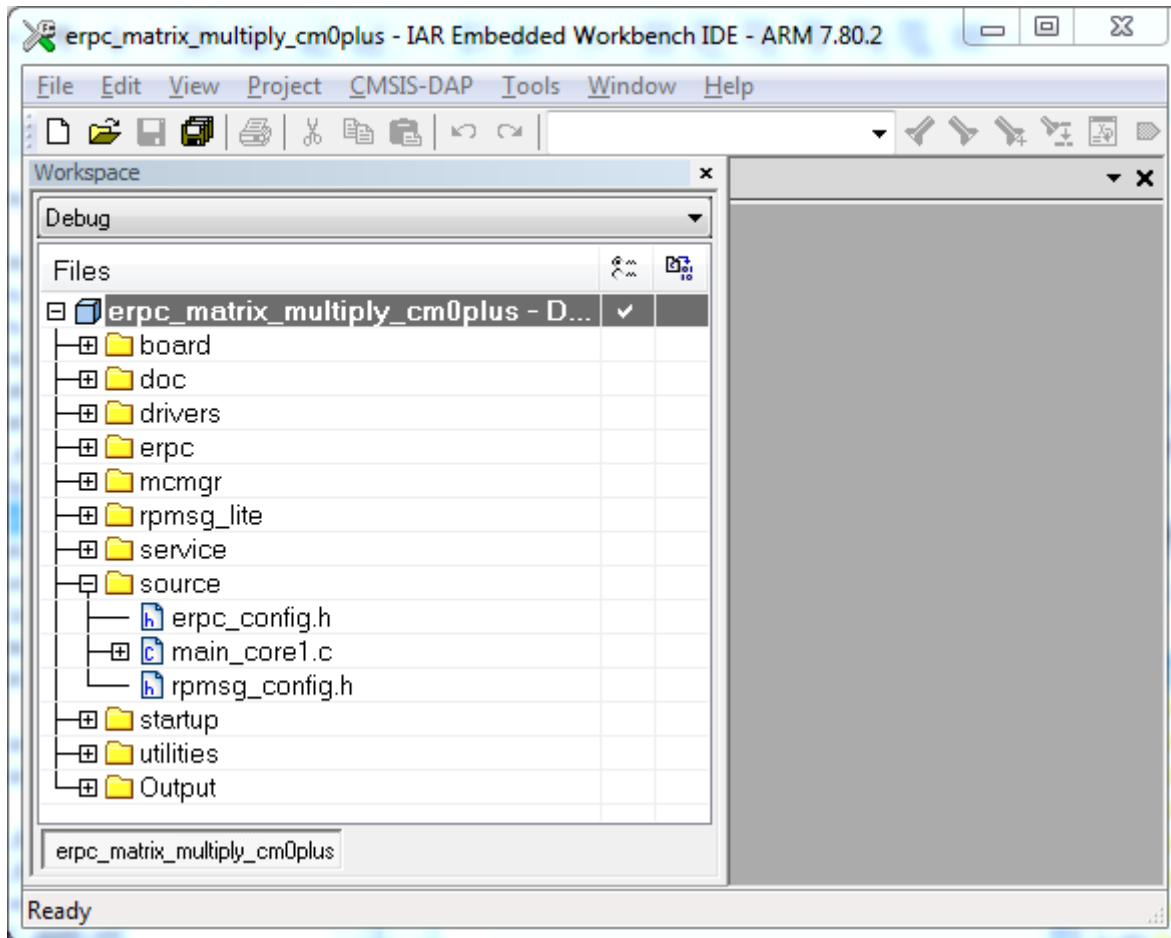 erpc_matrix_multiply_cm0plus - IAR Embedded Workbench IDE - ARM 7.80.2
File Edit View Project CMSIS-DAP Tools Window Help
Workspace
Debug
Files
erpc_matrix_multiply_cm0plus - D...
board
doc
drivers
erpc
mcmgr
rpmsg_lite
service
source
erpc_config.h
main_core1.c
rpmsg_config.h
startup
utilities
Output
erpc_matrix_multiply_cm0plus
Ready